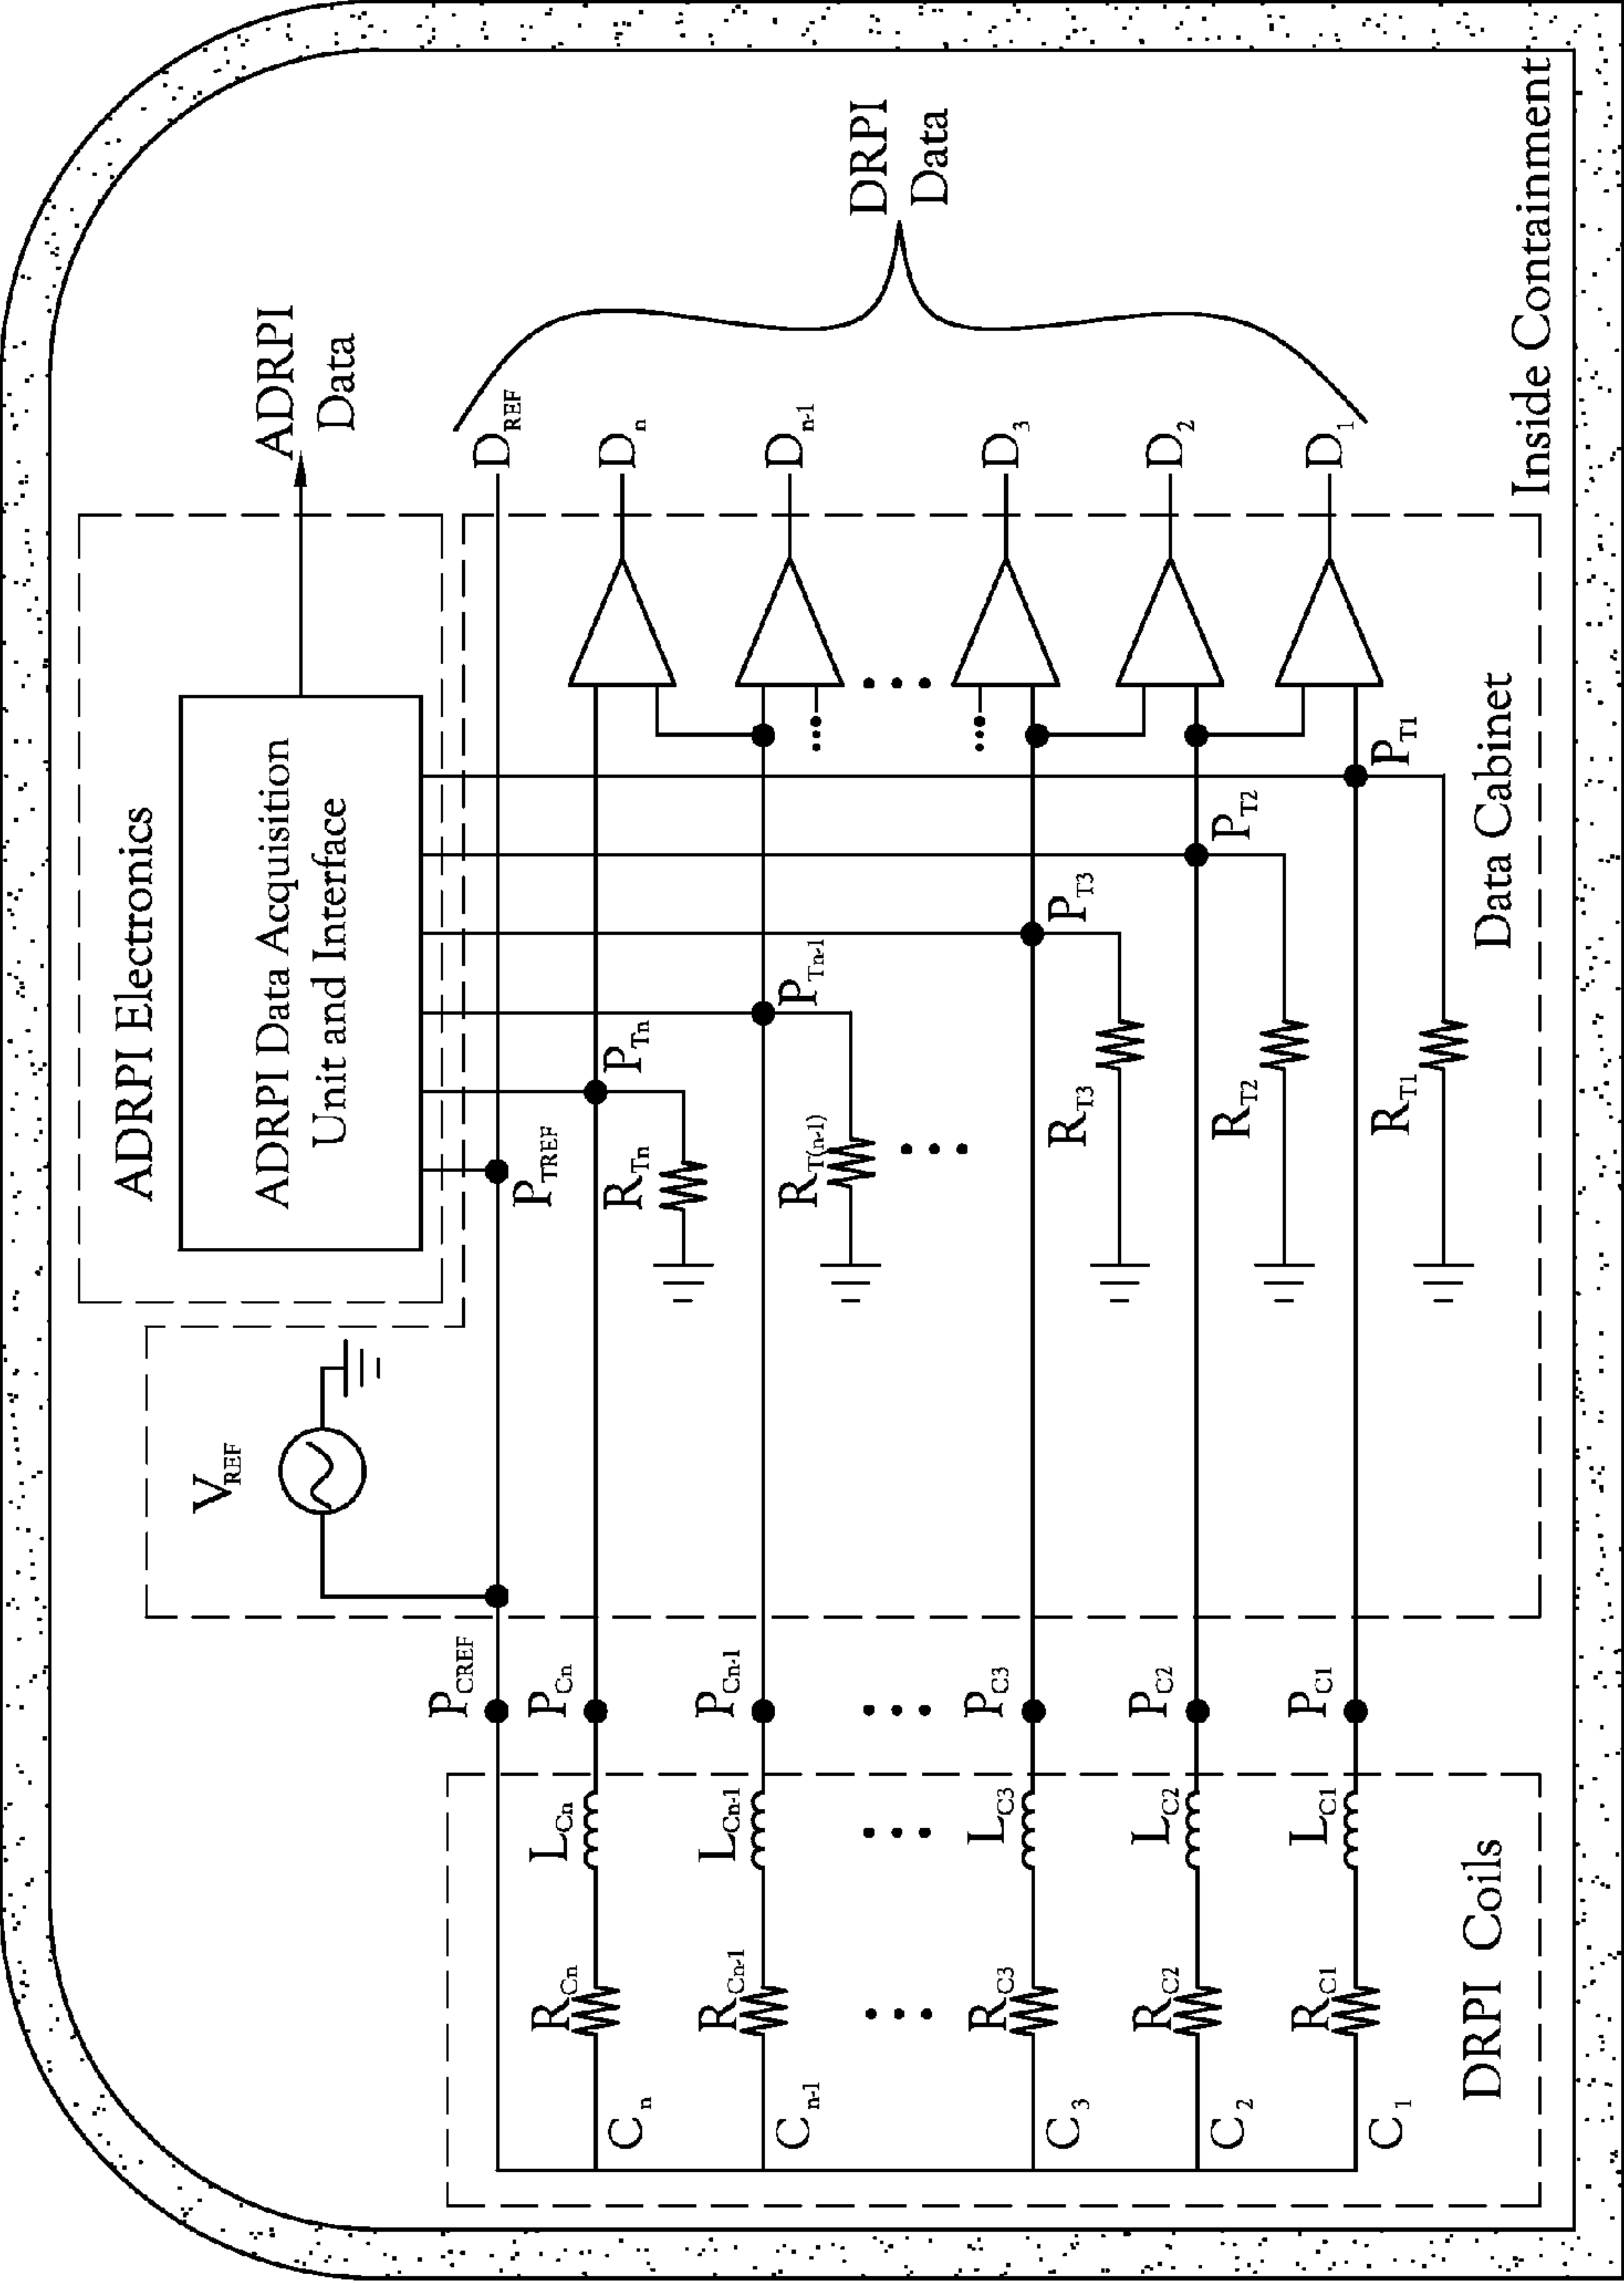 ADRPI Electronics
ADRPI Data Acquisition
Unit and Interface
ADRPI
Data
V_REF
P_CREF
P_TREF
D_REF
C_n
R_Cn
L_Cn
P_Cn
R_Tn
P_Tn
D_n
C_n-1
R_Cn-1
L_Cn-1
P_Cn-1
R_T(n-1)
P_Tn-1
D_n-1
DRPI
Data
C_3
R_C3
L_C3
P_C3
R_T3
P_T3
D_3
C_2
R_C2
L_C2
P_C2
R_T2
P_T2
D_2
C_1
R_C1
L_C1
P_C1
R_T1
P_T1
D_1
DRPI Coils
Data Cabinet
Inside Containment